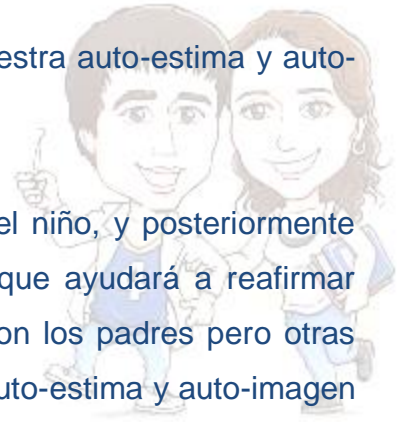 estra auto-estima y auto-
el niño, y posteriormente
que ayudará a reafirmar
on los padres pero otras
uto-estima y auto-imagen